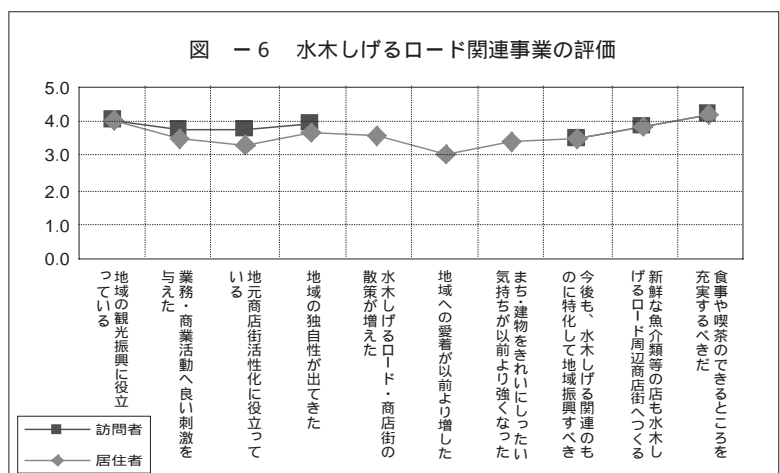 図 －6 水木しげるロード関連事業の評価
5.0
4.0
3.0
2.0
1.0
0.0
地域の観光振興に役立
っている
業務・商業活動へ良い刺激を
与えた
地元商店街活性化に役立って
いる
地域の独自性が出てきた
水木しげるロード・商店街の
散策が増えた
地域への愛着が以前より増した
まち・建物をきれいにしったい
気持ちが以前より強くなった
今後も、水木しげる関連のも
のに特化して地域振興すべき
新鮮な魚介類等の店も水木し
げるロード周辺商店街へつくる
食事や喫茶のできるところを
充実するべきだ
訪問者
居住者